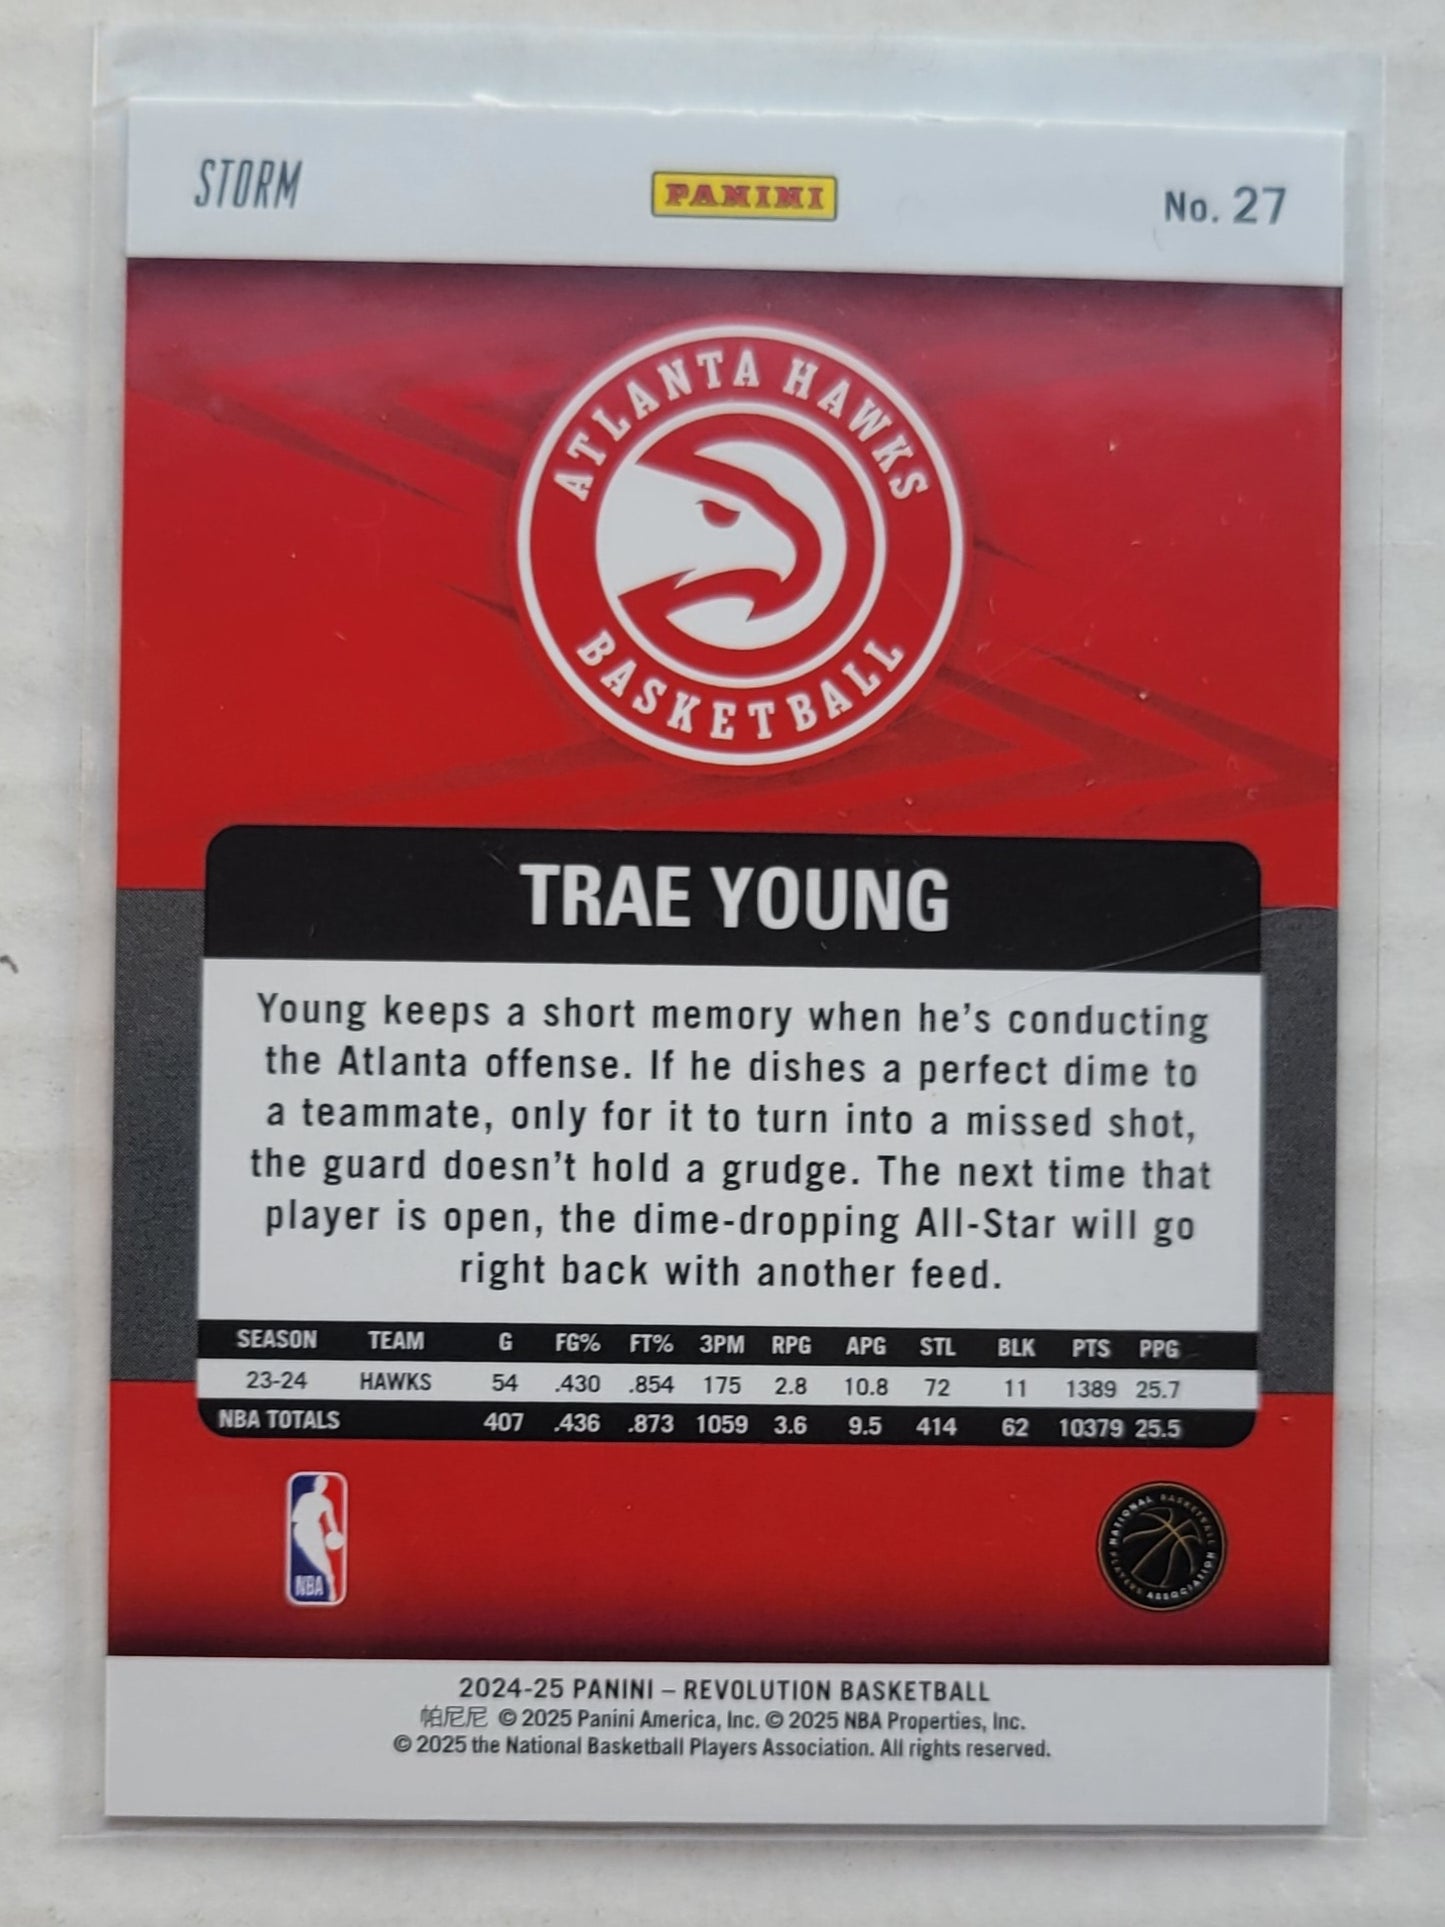 STORM PANINI No. 27
ATLANTA HAWKS
BASKETBALL
TRAE YOUNG
Young keeps a short memory when he's conducting
the Atlanta offense. If he dishes a perfect dime to
a teammate, only for it to turn into a missed shot,
the guard doesn't hold a grudge. The next time that
player is open, the dime-dropping All-Star will go
right back with another feed.
SEASON TEAM G FG% FT% 3PM RPG APG STL BLK PTS PPG
23-24 HAWKS 54 .430 .854 175 2.8 10.8 72 11 1389 25.7
NBA TOTALS 407 .436 .873 1059 3.6 9.5 414 62 10379 25.5
NBA
NATIONAL BASKETBALL
PLAYERS ASSOCIATION
2024-25 PANINI – REVOLUTION BASKETBALL
帕尼尼 © 2025 Panini America, Inc. © 2025 NBA Properties, Inc.
© 2025 the National Basketball Players Association. All rights reserved.